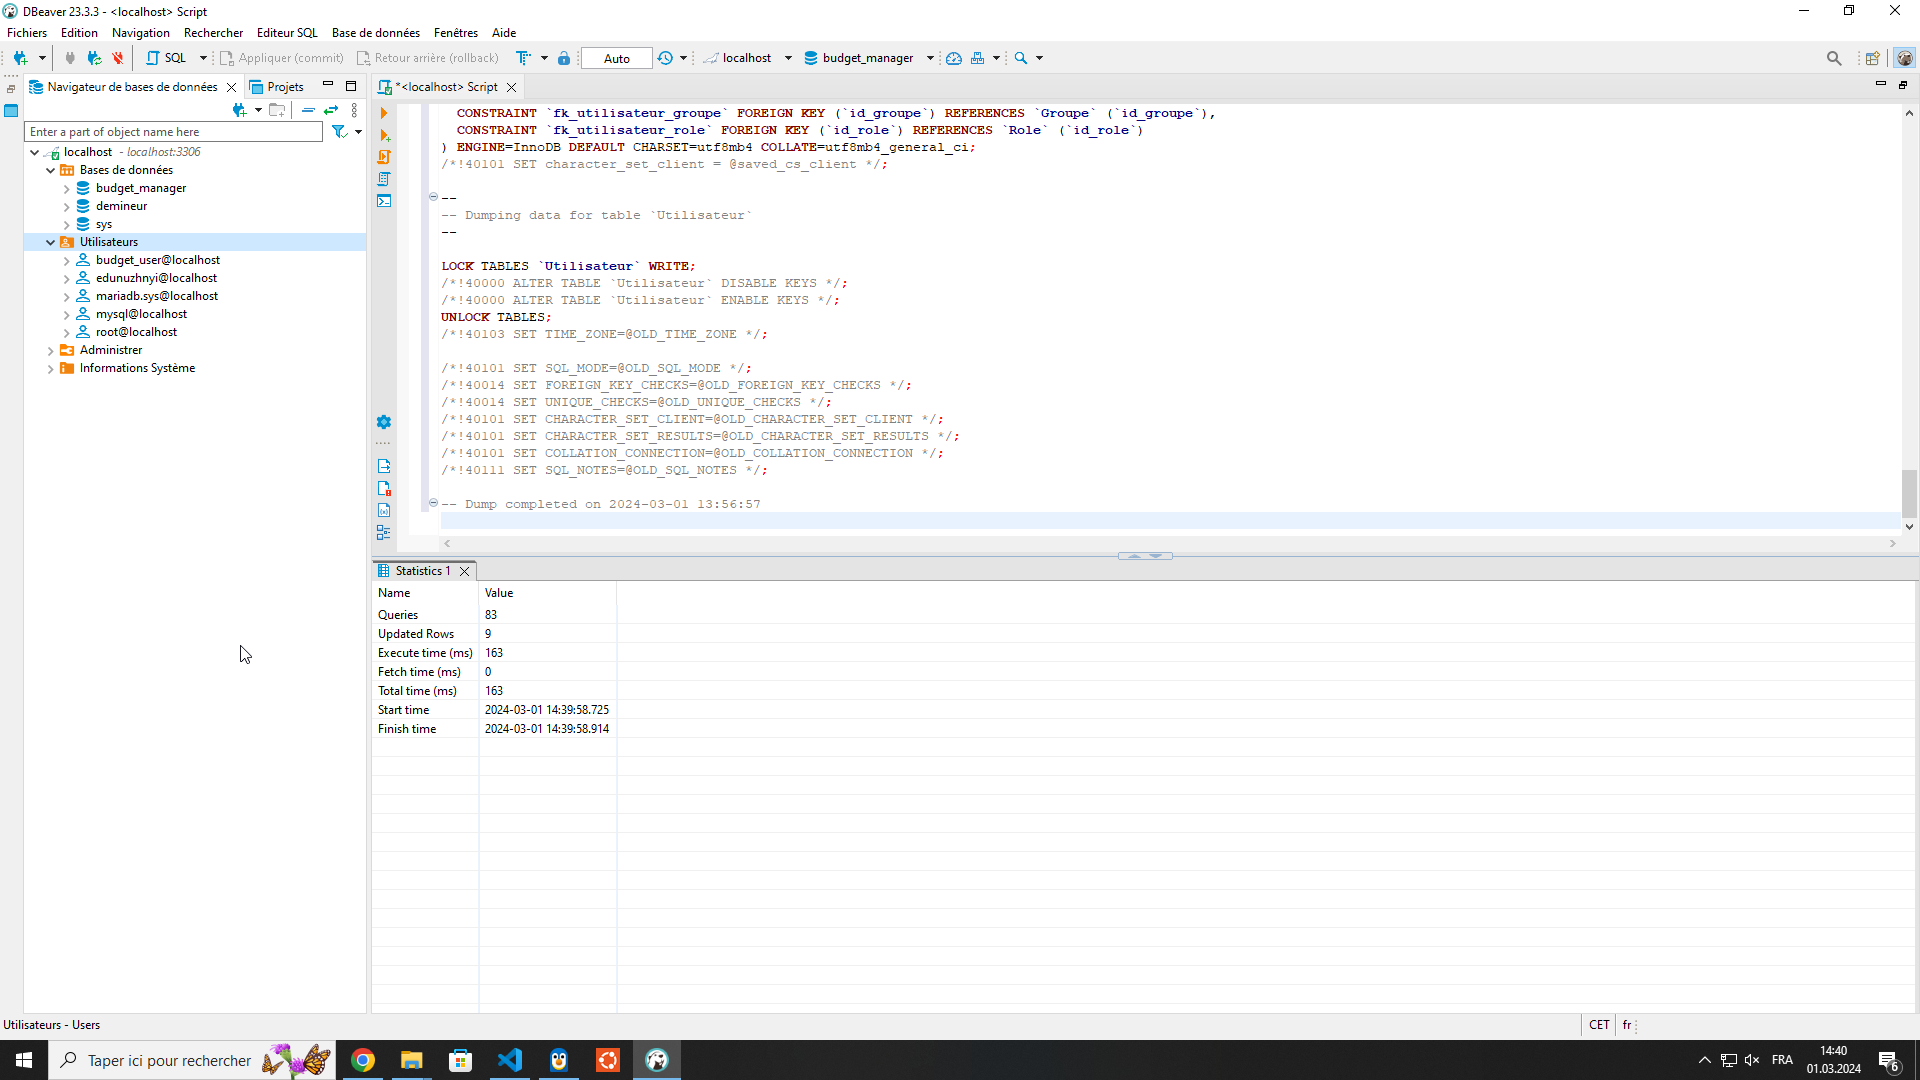 DBeaver 23.3.3 - <localhost> Script
Fichiers Edition Navigation Rechercher Editeur SQL Base de données Fenêtres Aide
SQL Appliquer (commit) Retour arrière (rollback) Auto localhost budget_manager
Navigateur de bases de données Projets
*<localhost> Script
Enter a part of object name here
localhost - localhost:3306
Bases de données
budget_manager
demineur
sys
Utilisateurs
budget_user@localhost
edunuzhnyi@localhost
mariadb.sys@localhost
mysql@localhost
root@localhost
Administrer
Informations Système
CONSTRAINT `fk_utilisateur_groupe` FOREIGN KEY (`id_groupe`) REFERENCES `Groupe` (`id_groupe`),
CONSTRAINT `fk_utilisateur_role` FOREIGN KEY (`id_role`) REFERENCES `Role` (`id_role`)
) ENGINE=InnoDB DEFAULT CHARSET=utf8mb4 COLLATE=utf8mb4_general_ci;
/*!40101 SET character_set_client = @saved_cs_client */;
--
-- Dumping data for table `Utilisateur`
--
LOCK TABLES `Utilisateur` WRITE;
/*!40000 ALTER TABLE `Utilisateur` DISABLE KEYS */;
/*!40000 ALTER TABLE `Utilisateur` ENABLE KEYS */;
UNLOCK TABLES;
/*!40103 SET TIME_ZONE=@OLD_TIME_ZONE */;
/*!40101 SET SQL_MODE=@OLD_SQL_MODE */;
/*!40014 SET FOREIGN_KEY_CHECKS=@OLD_FOREIGN_KEY_CHECKS */;
/*!40014 SET UNIQUE_CHECKS=@OLD_UNIQUE_CHECKS */;
/*!40101 SET CHARACTER_SET_CLIENT=@OLD_CHARACTER_SET_CLIENT */;
/*!40101 SET CHARACTER_SET_RESULTS=@OLD_CHARACTER_SET_RESULTS */;
/*!40101 SET COLLATION_CONNECTION=@OLD_COLLATION_CONNECTION */;
/*!40111 SET SQL_NOTES=@OLD_SQL_NOTES */;
-- Dump completed on 2024-03-01 13:56:57
Statistics 1
Name Value
Queries 83
Updated Rows 9
Execute time (ms) 163
Fetch time (ms) 0
Total time (ms) 163
Start time 2024-03-01 14:39:58.725
Finish time 2024-03-01 14:39:58.914
Utilisateurs - Users
CET fr
Taper ici pour rechercher
FRA
14:40
01.03.2024
6